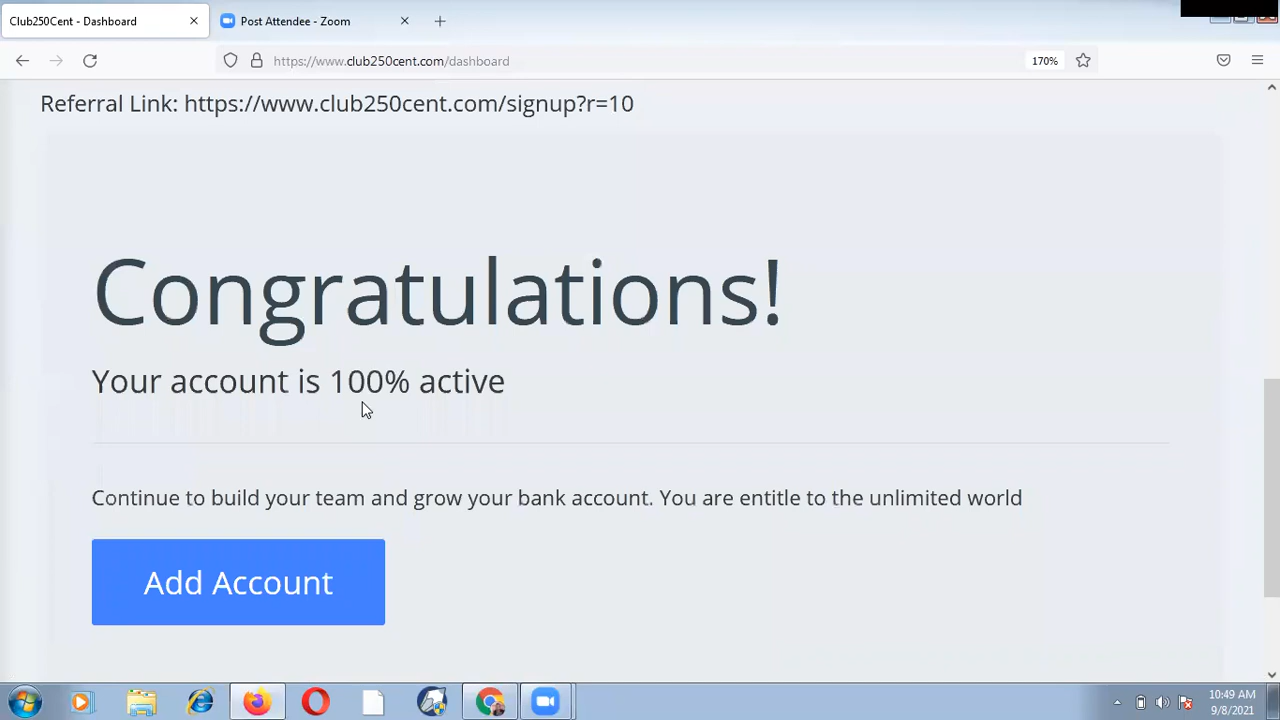 Club250Cent - Dashboard
Post Attendee - Zoom
https://www.club250cent.com/dashboard
170%
Referral Link: https://www.club250cent.com/signup?r=10
Congratulations!
Your account is 100% active
Continue to build your team and grow your bank account. You are entitle to the unlimited world
Add Account
10:49 AM
9/8/2021